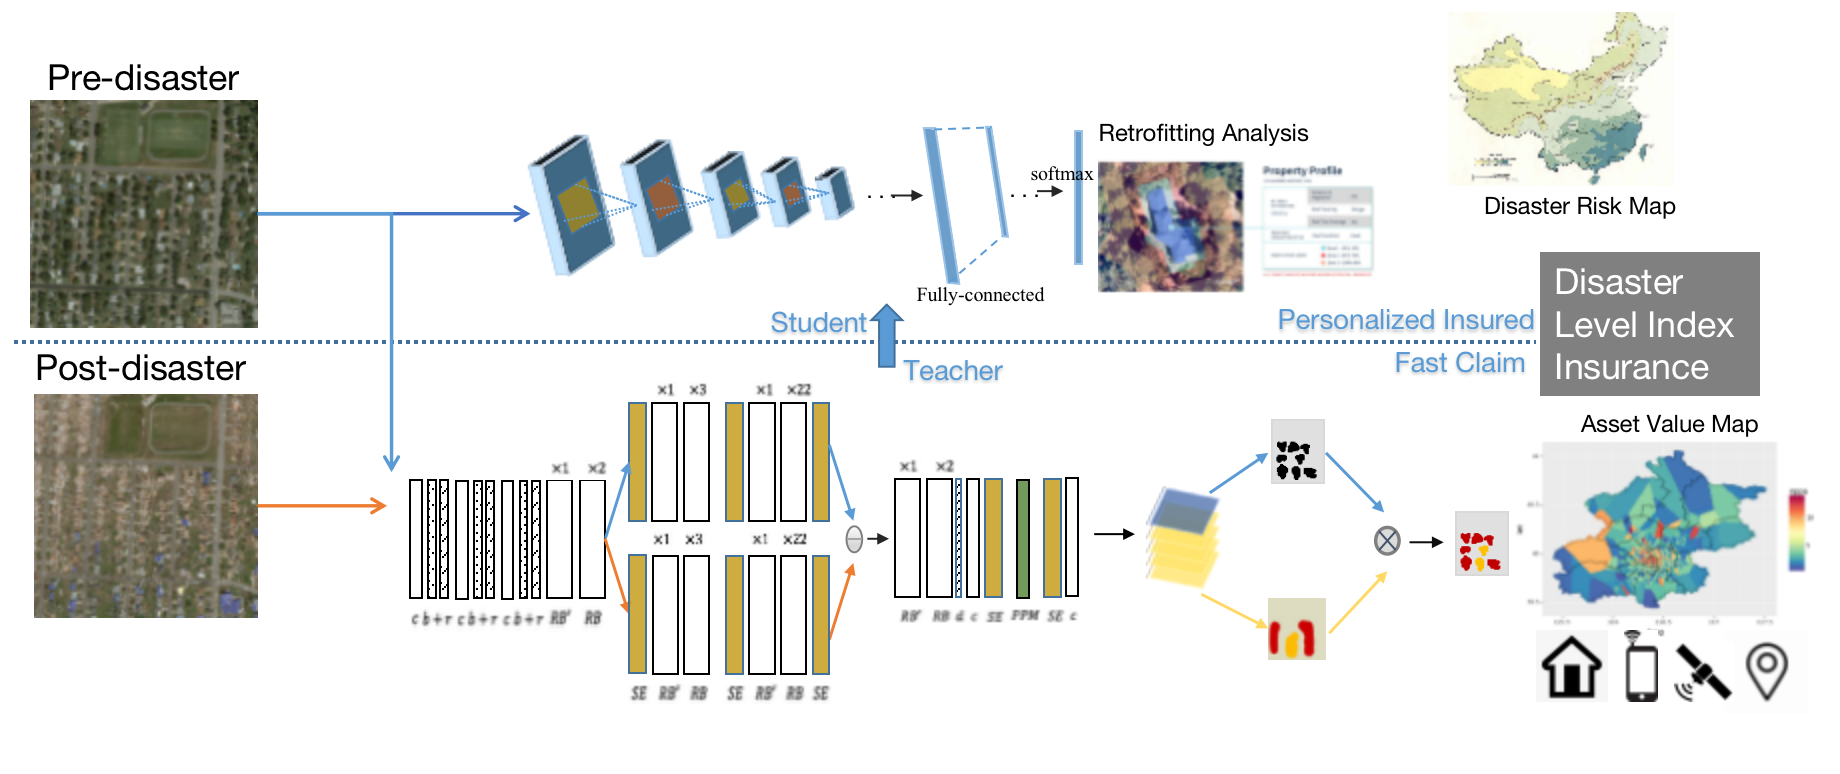 Pre-disaster
Retrofitting Analysis
softmax
Property Profile
Disaster Risk Map
Fully-connected
Student
Personalized Insured
Disaster
Level Index
Insurance
Post-disaster
Teacher
Fast Claim
×1 ×3 ×1 ×22
Asset Value Map
×1 ×2
×1 ×2
×1 ×3 ×1 ×22
c b+r c b+r c b+r RB' RB
RB' RB d c SE PPM SE c
SE RB' RB SE RB' RB SE